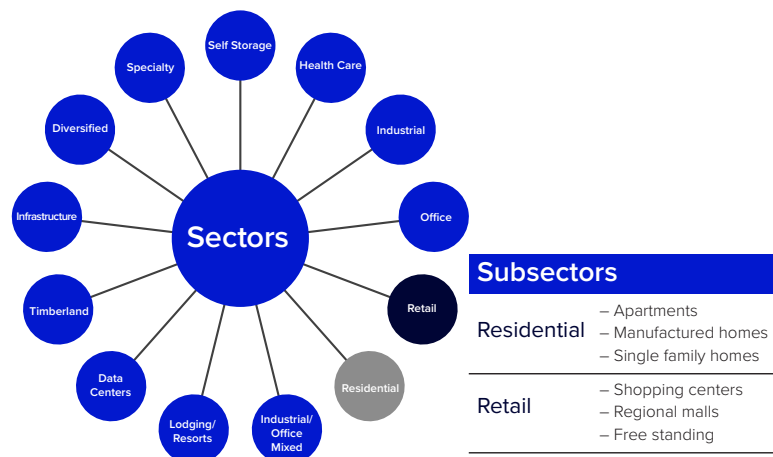 Self Storage
Health Care
Industrial
Office
Retail
Residential
Industrial/
Office
Mixed
Lodging/
Resorts
Data
Centers
Timberland
Infrastructure
Diversified
Specialty
Sectors
Subsectors
Residential
– Apartments
– Manufactured homes
– Single family homes
Retail
– Shopping centers
– Regional malls
– Free standing